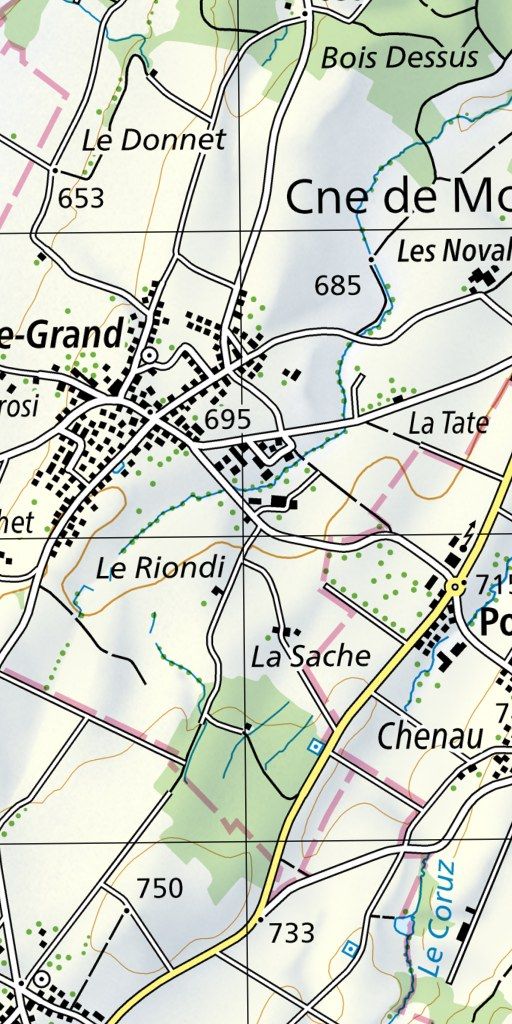 Bois Dessus
Le Donnet
653
Cne de Mo
Les Noval
685
e-Grand
rosi
695
La Tate
het
Le Riondi
715
Po
La Sache
7
Chenau
750
733
Le Coruz